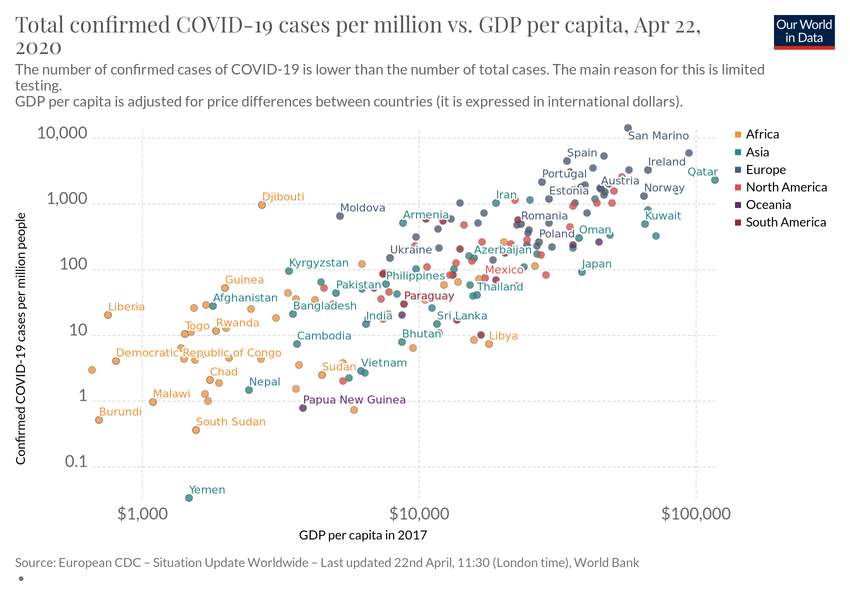 Total confirmed COVID-19 cases per million vs. GDP per capita, Apr 22,
2020
Our World
in Data
The number of confirmed cases of COVID-19 is lower than the number of total cases. The main reason for this is limited
testing.
GDP per capita is adjusted for price differences between countries (it is expressed in international dollars).
10,000
1,000
100
10
1
0.1
Confirmed COVID-19 cases per million people
San Marino
Spain
Ireland
Portugal
Austria
Qatar
Estonia
Norway
Djibouti
Iran
Moldova
Armenia
Romania
Kuwait
Ukraine
Azerbaijan
Poland
Oman
Kyrgyzstan
Mexico
Japan
Guinea
Pakistan
Philippines
Thailand
Afghanistan
Bangladesh
Paraguay
Liberia
India
Sri Lanka
Togo
Rwanda
Cambodia
Bhutan
Libya
Democratic Republic of Congo
Chad
Sudan
Vietnam
Nepal
Malawi
Papua New Guinea
Burundi
South Sudan
Yemen
Africa
Asia
Europe
North America
Oceania
South America
$1,000
$10,000
$100,000
GDP per capita in 2017
Source: European CDC – Situation Update Worldwide – Last updated 22nd April, 11:30 (London time), World Bank
•